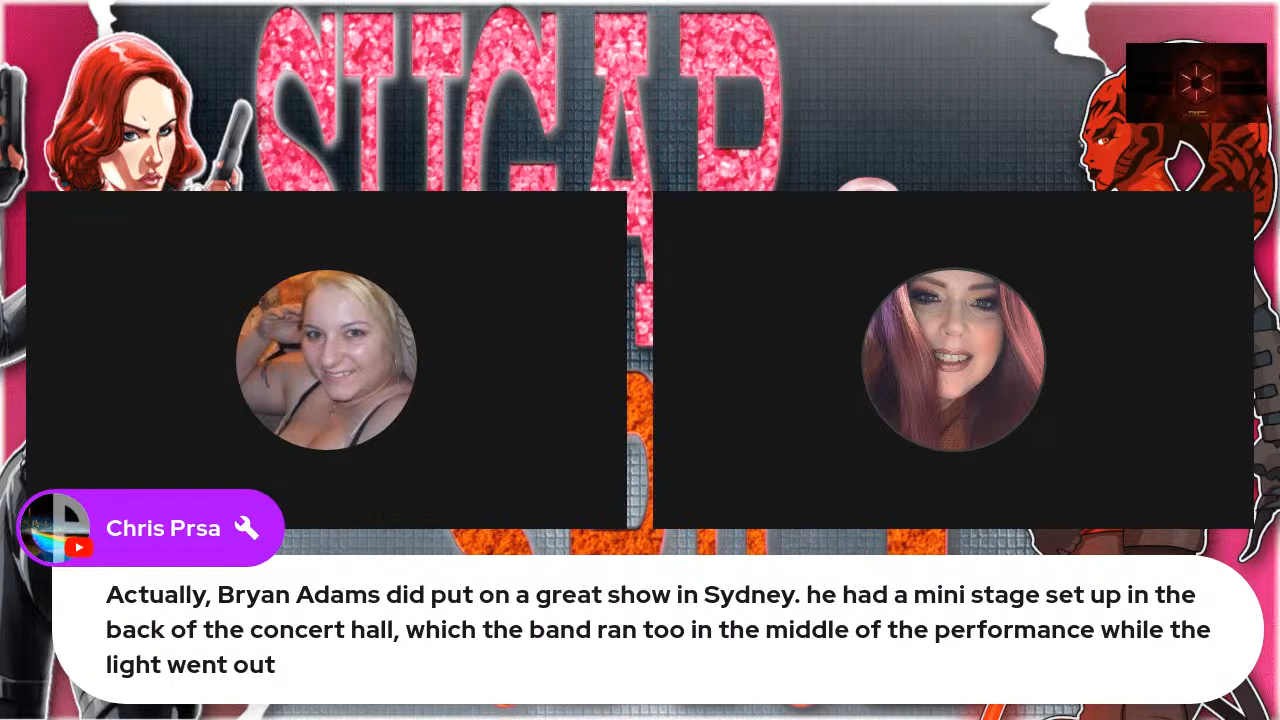 SUGAR
Chris Prsa
Actually, Bryan Adams did put on a great show in Sydney. he had a mini stage set up in the
back of the concert hall, which the band ran too in the middle of the performance while the
light went out